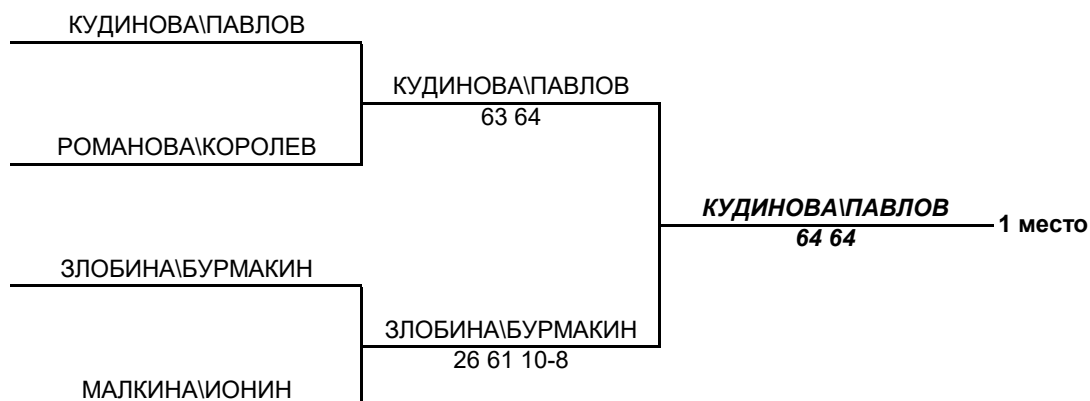 КУДИНОВА\ПАВЛОВ
КУДИНОВА\ПАВЛОВ
63 64
РОМАНОВА\КОРОЛЕВ
КУДИНОВА\ПАВЛОВ
1 место
64 64
ЗЛОБИНА\БУРМАКИН
ЗЛОБИНА\БУРМАКИН
26 61 10-8
МАЛКИНА\ИОНИН